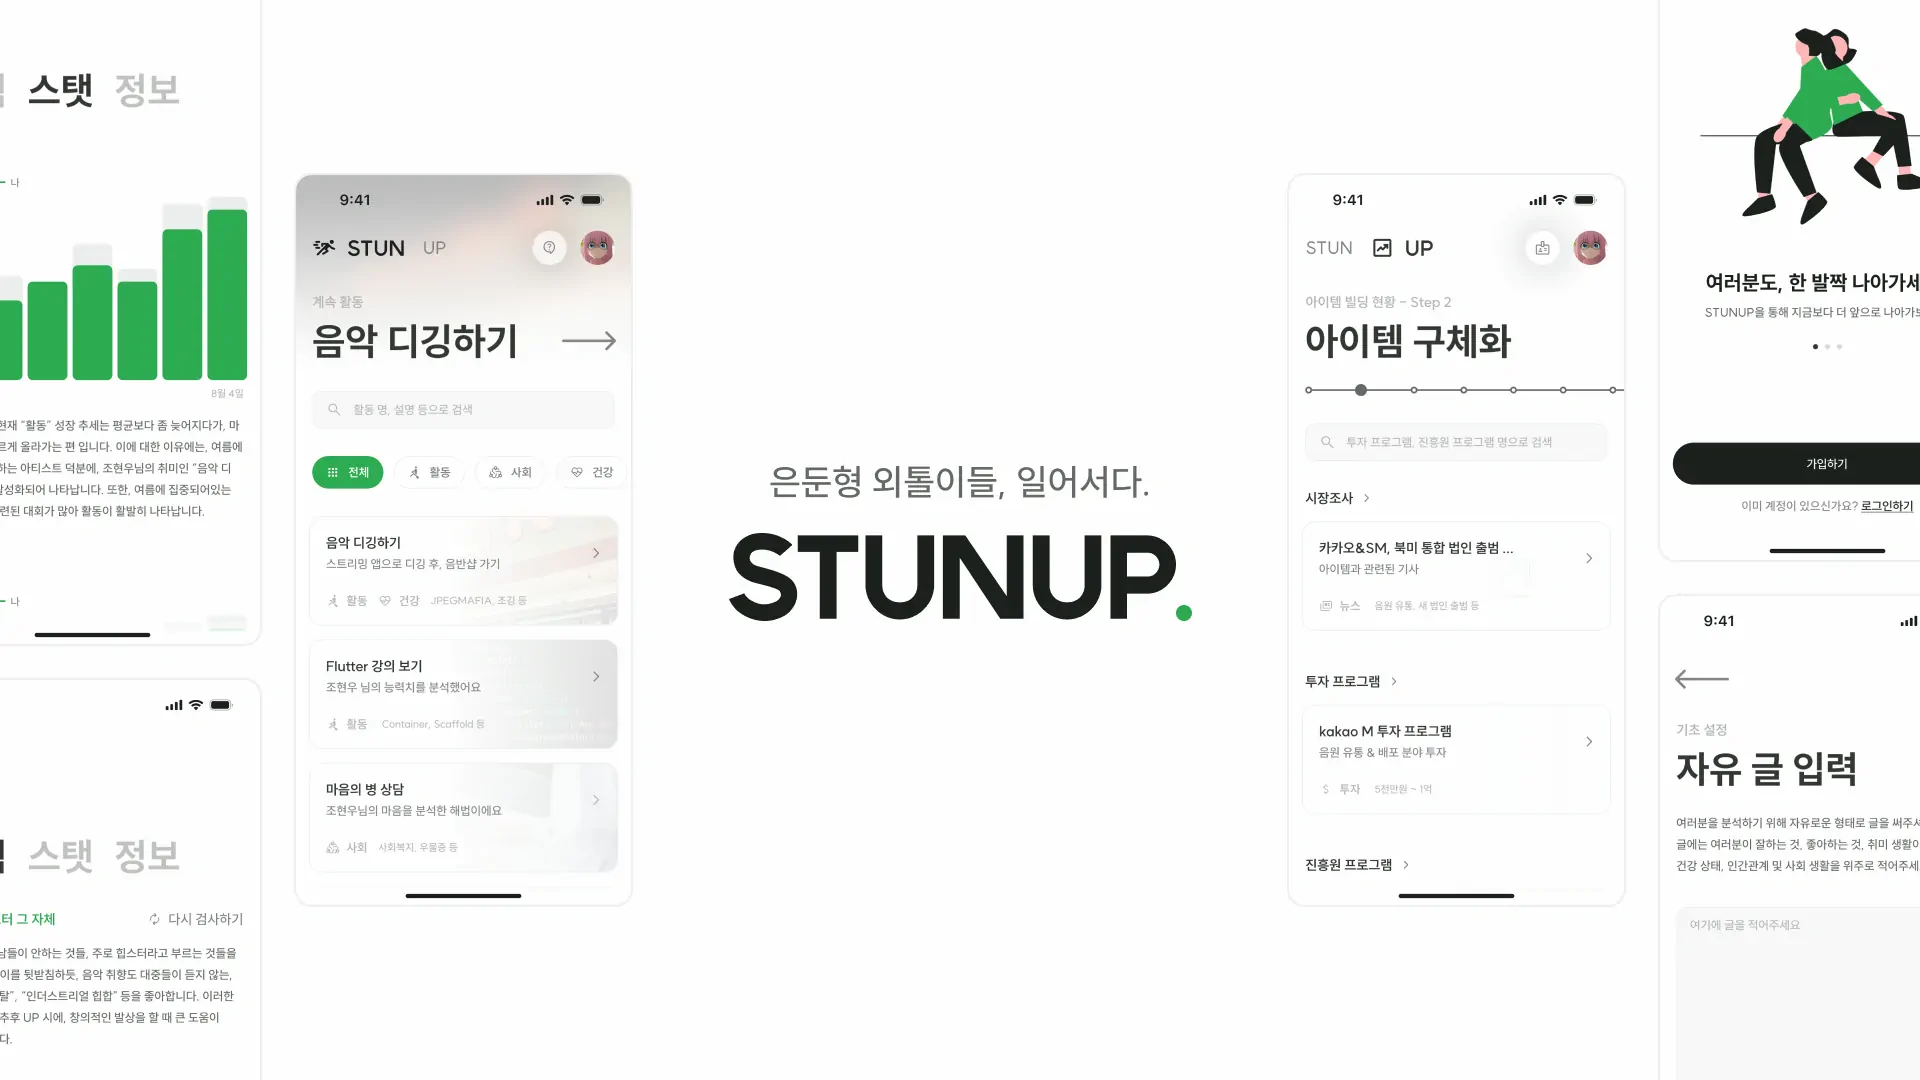 스탯 정보
나
8월 4일
현재 “활동” 성장 추세는 평균보다 좀 늦어지다가, 마
르게 올라가는 편 입니다. 이에 대한 이유에는, 여름에
하는 아티스트 덕분에, 조현우님의 취미인 “음악 디
성화되어 나타납니다. 또한, 여름에 집중되어있는
련된 대회가 많아 활동이 활발히 나타납니다.
나
스탯 정보
터 그 자체
다시 검사하기
남들이 안하는 것들, 주로 힙스터라고 부르는 것들을
이를 뒷받침하듯, 음악 취향도 대중들이 듣지 않는,
탈”, “인더스트리얼 힙합” 등을 좋아합니다. 이러한
추후 UP 시에, 창의적인 발상을 할 때 큰 도움이
다.
9:41
STUN UP
계속 활동
음악 디깅하기
활동 명, 설명 등으로 검색
전체 활동 사회 건강
음악 디깅하기
스트리밍 앱으로 디깅 후, 음반샵 가기
활동 건강 JPEGMAFIA, 조깅 등
Flutter 강의 보기
조현우 님의 능력치를 분석했어요
활동 Container, Scaffold 등
마음의 병 상담
조현우님의 마음을 분석한 해법이에요
사회 사회복지, 우울증 등
은둔형 외톨이들, 일어서다.
STUNUP.
9:41
STUN UP
아이템 빌딩 현황 – Step 2
아이템 구체화
투자 프로그램, 진흥원 프로그램 명으로 검색
시장조사
카카오&SM, 북미 통합 법인 출범 ...
아이템과 관련된 기사
뉴스 음원 유통, 새 법인 출범 등
투자 프로그램
kakao M 투자 프로그램
음원 유통 & 배포 분야 투자
$ 투자 5천만원 ~ 1억
진흥원 프로그램
여러분도, 한 발짝 나아가세
STUNUP을 통해 지금보다 더 앞으로 나아가보
가입하기
이미 계정이 있으신가요? 로그인하기
9:41
기초 설정
자유 글 입력
여러분을 분석하기 위해 자유로운 형태로 글을 써주세
글에는 여러분이 잘하는 것, 좋아하는 것, 취미 생활이
건강 상태, 인간관계 및 사회 생활을 위주로 적어주세
여기에 글을 적어주세요